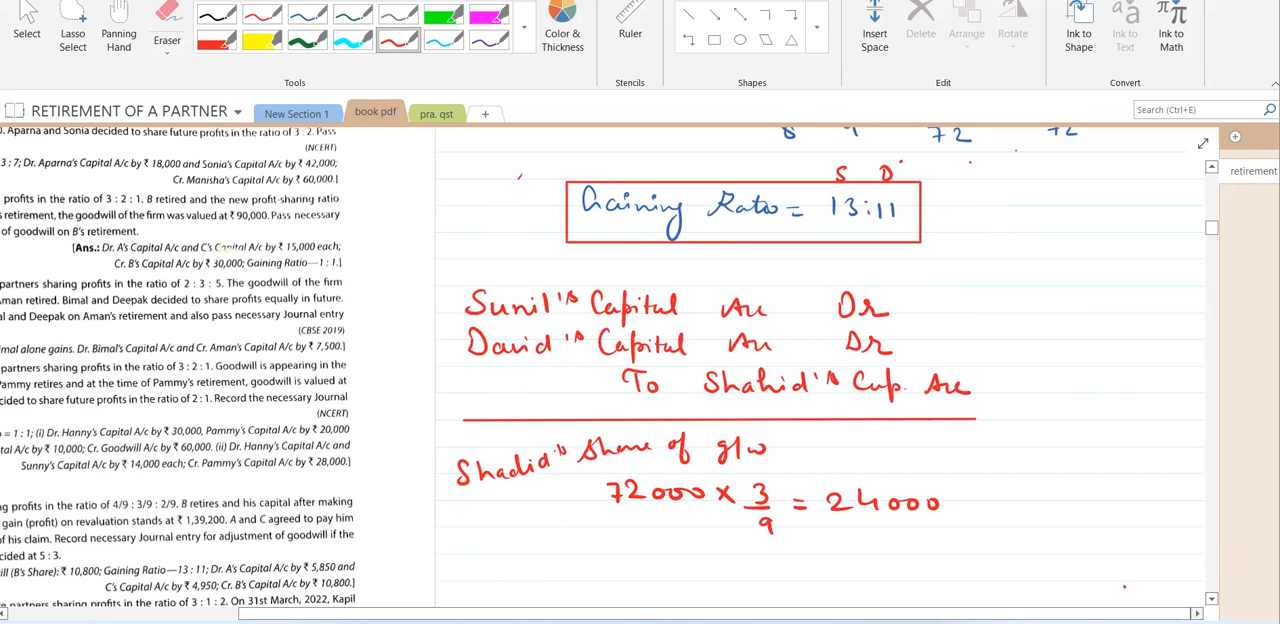 Select
Lasso
Select
Panning
Hand
Eraser
Color &
Thickness
Ruler
Insert
Space
Delete
Arrange
Rotate
Ink to
Shape
Ink to
Text
Ink to
Math
Tools
Stencils
Shapes
Edit
Convert
RETIREMENT OF A PARTNER
New Section 1
book pdf
pra. qst
+
Search (Ctrl+E)
retirement
). Aparna and Sonia decided to share future profits in the ratio of 3 : 2. Pass
(NCERT)
3 : 7; Dr. Aparna's Capital A/c by ₹ 18,000 and Sonia's Capital A/c by ₹ 42,000;
Cr. Manisha's Capital A/c by ₹ 60,000.]
profits in the ratio of 3 : 2 : 1. B retired and the new profit-sharing ratio
retirement, the goodwill of the firm was valued at ₹ 90,000. Pass necessary
of goodwill on B's retirement.
[Ans.: Dr. A's Capital A/c and C's Capital A/c by ₹ 15,000 each;
Cr. B's Capital A/c by ₹ 30,000; Gaining Ratio—1 : 1.]
partners sharing profits in the ratio of 2 : 3 : 5. The goodwill of the firm
man retired. Bimal and Deepak decided to share profits equally in future.
al and Deepak on Aman's retirement and also pass necessary Journal entry
(CBSE 2019)
imal alone gains. Dr. Bimal's Capital A/c and Cr. Aman's Capital A/c by ₹ 7,500.]
partners sharing profits in the ratio of 3 : 2 : 1. Goodwill is appearing in the
Pammy retires and at the time of Pammy's retirement, goodwill is valued at
cided to share future profits in the ratio of 2 : 1. Record the necessary Journal
(NCERT)
= 1 : 1; (i) Dr. Hanny's Capital A/c by ₹ 30,000, Pammy's Capital A/c by ₹ 20,000
tal A/c by ₹ 10,000; Cr. Goodwill A/c by ₹ 60,000. (ii) Dr. Hanny's Capital A/c and
Sunny's Capital A/c by ₹ 14,000 each; Cr. Pammy's Capital A/c by ₹ 28,000.]
ng profits in the ratio of 4/9 : 3/9 : 2/9. B retires and his capital after making
gain (profit) on revaluation stands at ₹ 1,39,200. A and C agreed to pay him
of his claim. Record necessary Journal entry for adjustment of goodwill if the
cided at 5 : 3.
ill (B's Share): ₹ 10,800; Gaining Ratio—13 : 11; Dr. A's Capital A/c by ₹ 5,850 and
C's Capital A/c by ₹ 4,950; Cr. B's Capital A/c by ₹ 10,800.]
partners sharing profits in the ratio of 3 : 1 : 2. On 31st March, 2022, Kapil
8 9 72 72
S D
Gaining Ratio = 13:11
Sunil's Capital A/c Dr
David's Capital A/c Dr
To Shahid's Cap. A/c
Shadid's Share of g/w
72000 × 3/9 = 24000